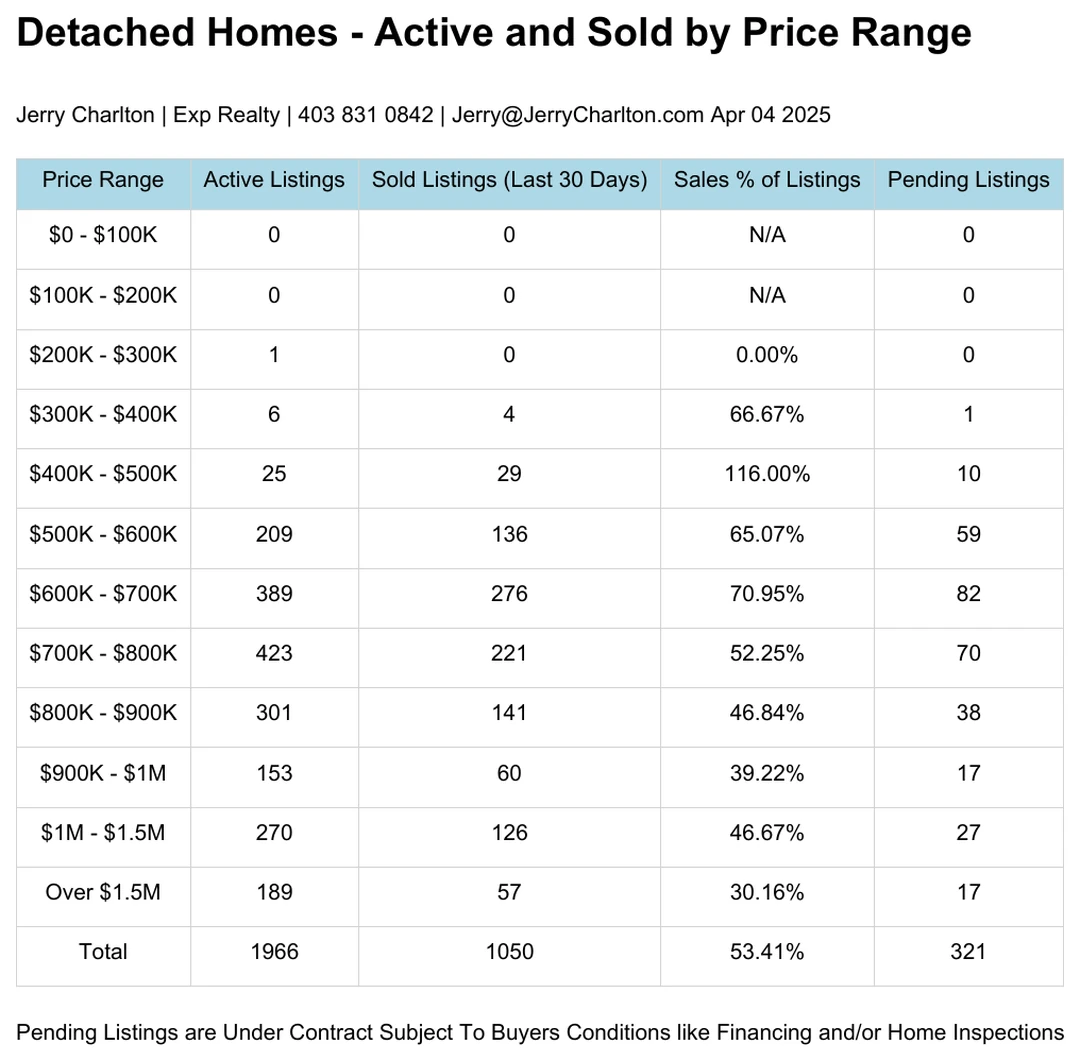 Detached Homes - Active and Sold by Price Range
Jerry Charlton | Exp Realty | 403 831 0842 | Jerry@JerryCharlton.com Apr 04 2025
Price Range Active Listings Sold Listings (Last 30 Days) Sales % of Listings Pending Listings
$0 - $100K 0 0 N/A 0
$100K - $200K 0 0 N/A 0
$200K - $300K 1 0 0.00% 0
$300K - $400K 6 4 66.67% 1
$400K - $500K 25 29 116.00% 10
$500K - $600K 209 136 65.07% 59
$600K - $700K 389 276 70.95% 82
$700K - $800K 423 221 52.25% 70
$800K - $900K 301 141 46.84% 38
$900K - $1M 153 60 39.22% 17
$1M - $1.5M 270 126 46.67% 27
Over $1.5M 189 57 30.16% 17
Total 1966 1050 53.41% 321
Pending Listings are Under Contract Subject To Buyers Conditions like Financing and/or Home Inspections